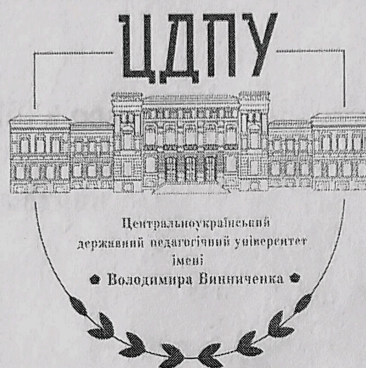 ЦДПУ
Центральноукраїнський
державний педагогічний університет
імені
Володимира Винниченка